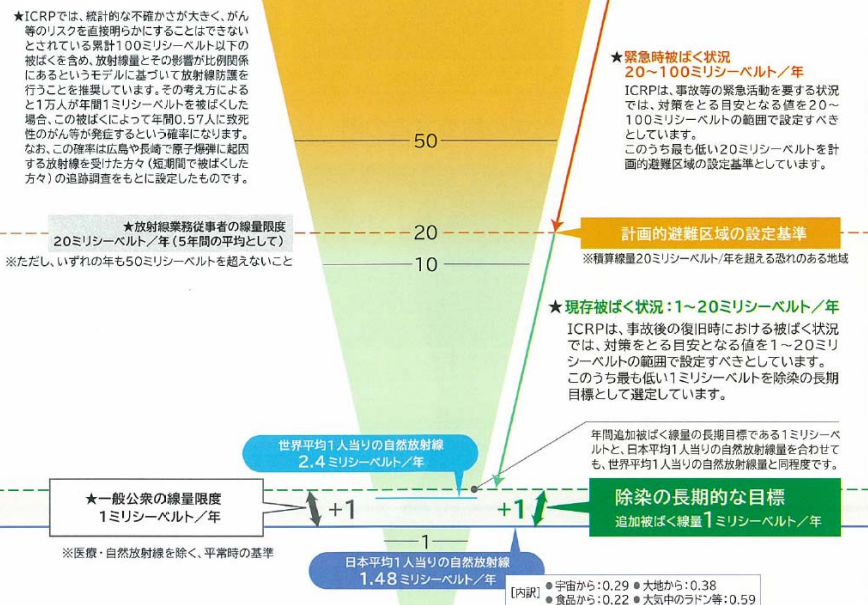 ★ICRPでは、統計的な不確かさが大きく、がん
等のリスクを直接明らかにすることはできない
とされている累計100ミリシーベルト以下の
被ばくを含め、放射線量とその影響が比例関係
にあるというモデルに基づいて放射線防護を
行うことを推奨しています。その考え方による
と1万人が年間1ミリシーベルトを被ばくした
場合、この被ばくによって年間0.57人に致死
性のがん等が発症するという確率になります。
なお、この確率は広島や長崎で原子爆弾に起因
する放射線を受けた方々(短期間で被ばくした
方々)の追跡調査をもとに設定したものです。
★緊急時被ばく状況
20〜100ミリシーベルト/年
ICRPは、事故等の緊急活動を要する状況
では、対策をとる目安となる値を20〜
100ミリシーベルトの範囲で設定すべき
としています。
このうち最も低い20ミリシーベルトを計
画的避難区域の設定基準としています。
50
★放射線業務従事者の線量限度
20ミリシーベルト/年(5年間の平均として)
※ただし、いずれの年も50ミリシーベルトを超えないこと
20
10
計画的避難区域の設定基準
※積算線量20ミリシーベルト/年を超える恐れのある地域
★現存被ばく状況:1〜20ミリシーベルト/年
ICRPは、事故後の復旧時における被ばく状況
では、対策をとる目安となる値を1〜20ミリ
シーベルトの範囲で設定すべきとしています。
このうち最も低い1ミリシーベルトを除染の長期
目標として選定しています。
年間追加被ばく線量の長期目標である1ミリシーベ
ルトと、日本平均1人当りの自然放射線量を合わせて
も、世界平均1人当りの自然放射線量と同程度です。
世界平均1人当りの自然放射線
2.4ミリシーベルト/年
★一般公衆の線量限度
1ミリシーベルト/年
+1
+1
除染の長期的な目標
追加被ばく線量1ミリシーベルト/年
※医療・自然放射線を除く、平常時の基準
1
日本平均1人当りの自然放射線
1.48ミリシーベルト/年
[内訳] ●宇宙から:0.29 ●大地から:0.38
●食品から:0.22 ●大気中のラドン等:0.59